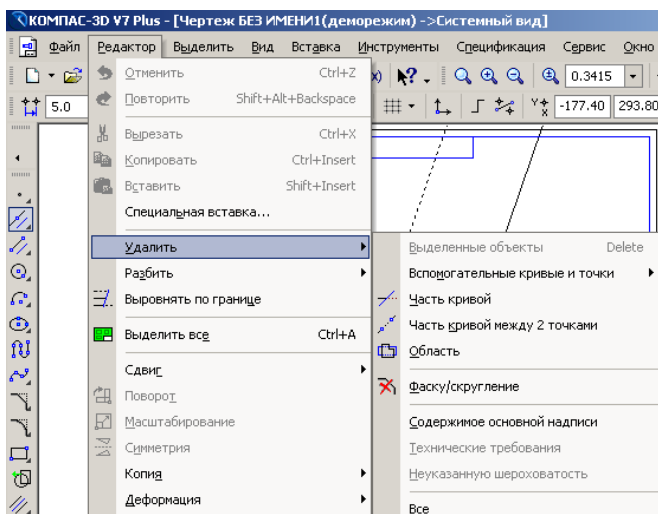 КОМПАС-3D V7 Plus - [Чертеж БЕЗ ИМЕНИ1(деморежим) ->Системный вид]
Файл Редактор Выделить Вид Вставка Инструменты Спецификация Сервис Окно
Отменить Ctrl+Z
0.3415
Повторить Shift+Alt+Backspace
5.0
-177.40 293.80
Вырезать Ctrl+X
Копировать Ctrl+Insert
Вставить Shift+Insert
Специальная вставка...
Удалить
Выделенные объекты Delete
Разбить
Вспомогательные кривые и точки
Выровнять по границе
Часть кривой
Часть кривой между 2 точками
Выделить все Ctrl+A
Область
Сдвиг
Фаску/скругление
Поворот
Масштабирование
Содержимое основной надписи
Симметрия
Технические требования
Копия
Неуказанную шероховатость
Деформация
Все